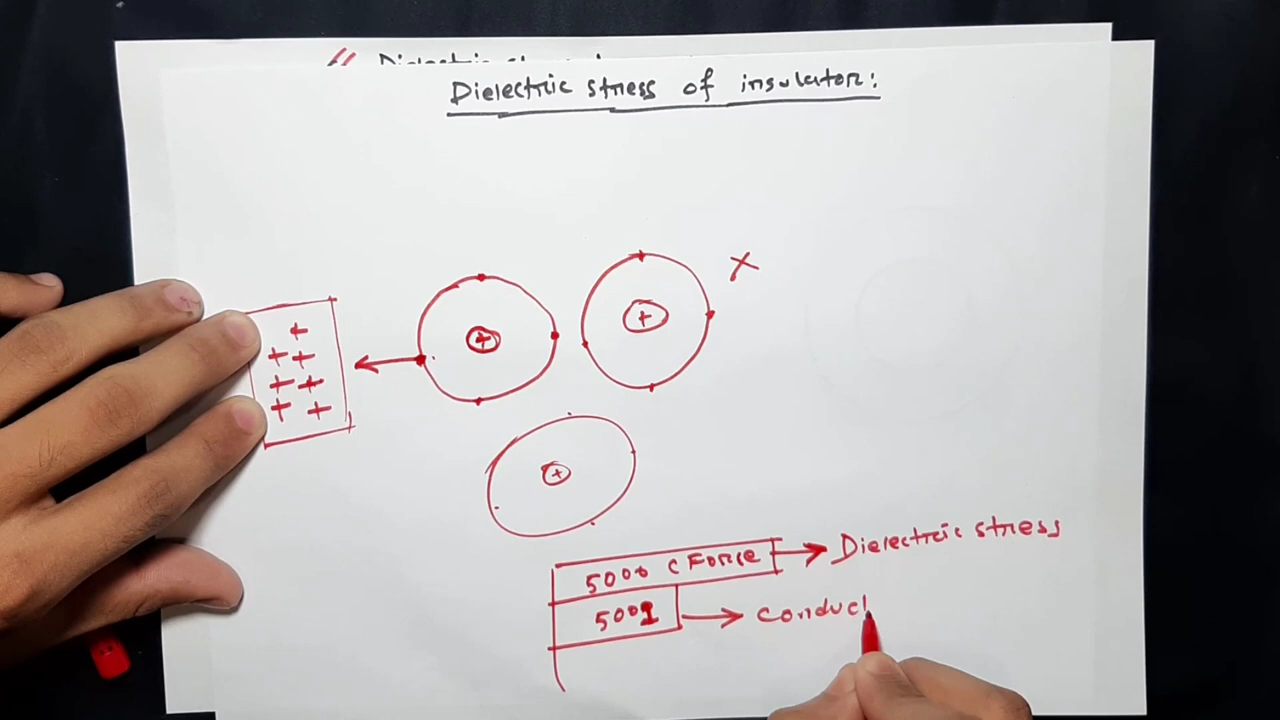 Dielectric stress of insulator:
x
+
+ +
+ +
+ +
+
+
+
5000 C Force → Dielectric stress
5001 → conduct